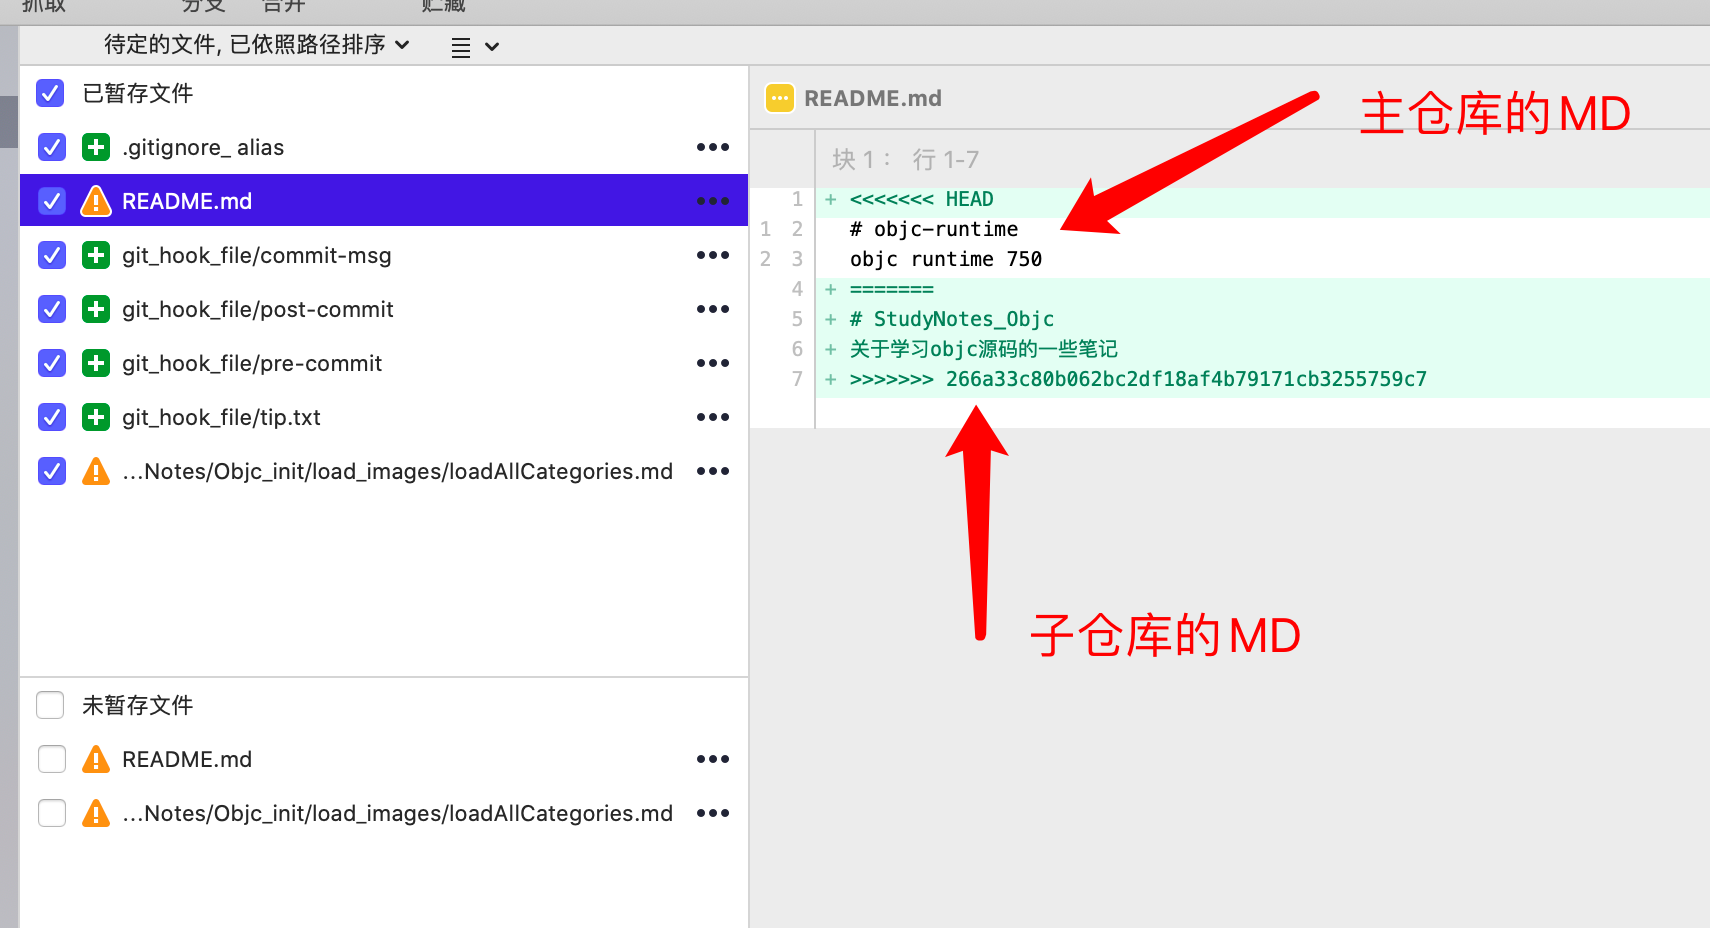 抓取 分支 合并 贮藏
待定的文件, 已依照路径排序
已暂存文件
.gitignore_ alias
README.md
git_hook_file/commit-msg
git_hook_file/post-commit
git_hook_file/pre-commit
git_hook_file/tip.txt
...Notes/Objc_init/load_images/loadAllCategories.md
未暂存文件
README.md
...Notes/Objc_init/load_images/loadAllCategories.md
README.md
主仓库的MD
块 1： 行 1-7
1 + <<<<<<< HEAD
1 2 # objc-runtime
2 3 objc runtime 750
4 + =======
5 + # StudyNotes_Objc
6 + 关于学习objc源码的一些笔记
7 + >>>>>>> 266a33c80b062bc2df18af4b79171cb3255759c7
子仓库的MD